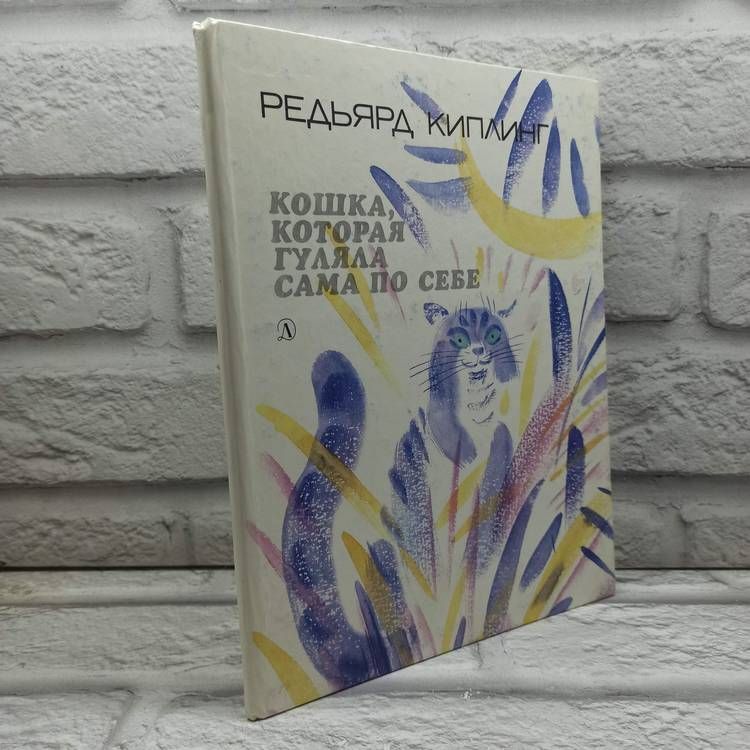 РЕДЬЯРД КИПЛИНГ
КОШКА,
КОТОРАЯ
ГУЛЯЛА
САМА ПО СЕБЕ
Д